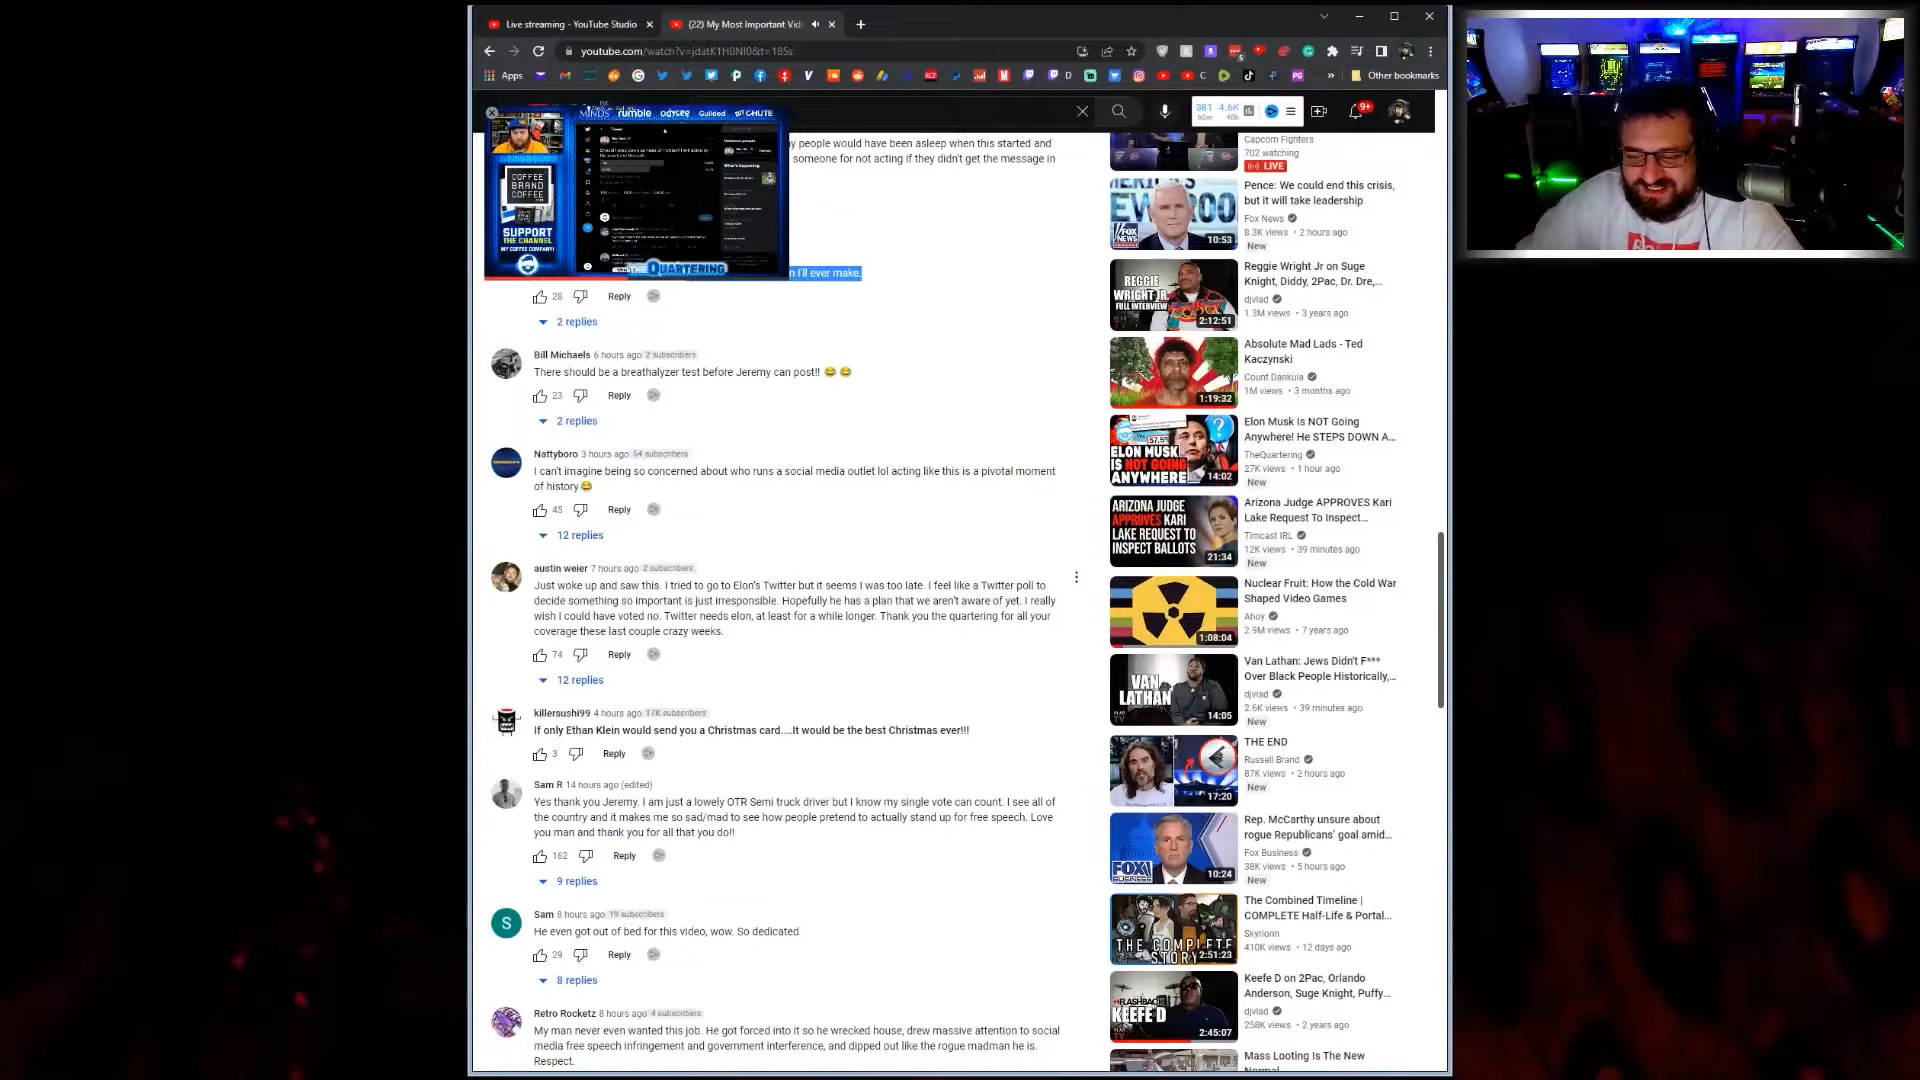 Live streaming - YouTube Studio
(22) My Most Important Vid
youtube.com/watch?v=jdatK1H0NI0&t=185s
Apps
Other bookmarks
381 4.6K
60m 48h
9+
MINDS rumble odysee Guilded BITCHUTE
COFFEE
BRAND
COFFEE
SUPPORT
THE CHANNEL
MY COFFEE COMPANY!
THE QUARTERING
y people would have been asleep when this started and
someone for not acting if they didn't get the message in
n I'll ever make.
28 Reply
2 replies
Bill Michaels 6 hours ago 2 subscribers
There should be a breathalyzer test before Jeremy can post!! 😂 😂
23 Reply
2 replies
Nattyboro 3 hours ago 54 subscribers
I can't imagine being so concerned about who runs a social media outlet lol acting like this is a pivotal moment
of history😂
45 Reply
12 replies
austin weier 7 hours ago 2 subscribers
Just woke up and saw this. I tried to go to Elon's Twitter but it seems I was too late. I feel like a Twitter poll to
decide something so important is just irresponsible. Hopefully he has a plan that we aren't aware of yet. I really
wish I could have voted no. Twitter needs elon, at least for a while longer. Thank you the quartering for all your
coverage these last couple crazy weeks.
74 Reply
12 replies
killersushi99 4 hours ago 17K subscribers
If only Ethan Klein would send you a Christmas card....It would be the best Christmas ever!!!
3 Reply
Sam R 14 hours ago (edited)
Yes thank you Jeremy. I am just a lowely OTR Semi truck driver but I know my single vote can count. I see all of
the country and it makes me so sad/mad to see how people pretend to actually stand up for free speech. Love
you man and thank you for all that you do!!
162 Reply
9 replies
S
Sam 8 hours ago 19 subscribers
He even got out of bed for this video, wow. So dedicated
29 Reply
8 replies
Retro Rocketz 8 hours ago 4 subscribers
My man never even wanted this job. He got forced into it so he wrecked house, drew massive attention to social
media free speech infringement and government interference, and dipped out like the rogue madman he is.
Respect.
Capcom Fighters
702 watching
LIVE
10:53
Pence: We could end this crisis,
but it will take leadership
Fox News
8.3K views • 2 hours ago
New
REGGIE
WRIGHT JR
FULL INTERVIEW
2:12:51
Reggie Wright Jr on Suge
Knight, Diddy, 2Pac, Dr. Dre,...
djvlad
1.3M views • 3 years ago
1:19:32
Absolute Mad Lads - Ted
Kaczynski
Count Dankula
1M views • 3 months ago
57.5%
ELON MUSK
IS NOT GOING
ANYWHERE!
14:02
Elon Musk Is NOT Going
Anywhere! He STEPS DOWN A...
TheQuartering
27K views • 1 hour ago
New
ARIZONA JUDGE
APPROVES KARI
LAKE REQUEST TO
INSPECT BALLOTS
21:34
Arizona Judge APPROVES Kari
Lake Request To Inspect...
Timcast IRL
12K views • 39 minutes ago
New
1:08:04
Nuclear Fruit: How the Cold War
Shaped Video Games
Ahoy
2.9M views • 7 years ago
VAN
LATHAN
14:05
Van Lathan: Jews Didn't F***
Over Black People Historically,...
djvlad
2.6K views • 39 minutes ago
New
17:20
THE END
Russell Brand
87K views • 2 hours ago
New
FOX
BUSINESS
10:24
Rep. McCarthy unsure about
rogue Republicans' goal amid...
Fox Business
38K views • 5 hours ago
New
THE COMPLETE
STORY
2:51:23
The Combined Timeline |
COMPLETE Half-Life & Portal...
Skyrionn
410K views • 12 days ago
FLASHBACK
KEEFE D
2:45:07
Keefe D on 2Pac, Orlando
Anderson, Suge Knight, Puffy...
djvlad
258K views • 2 years ago
Mass Looting Is The New